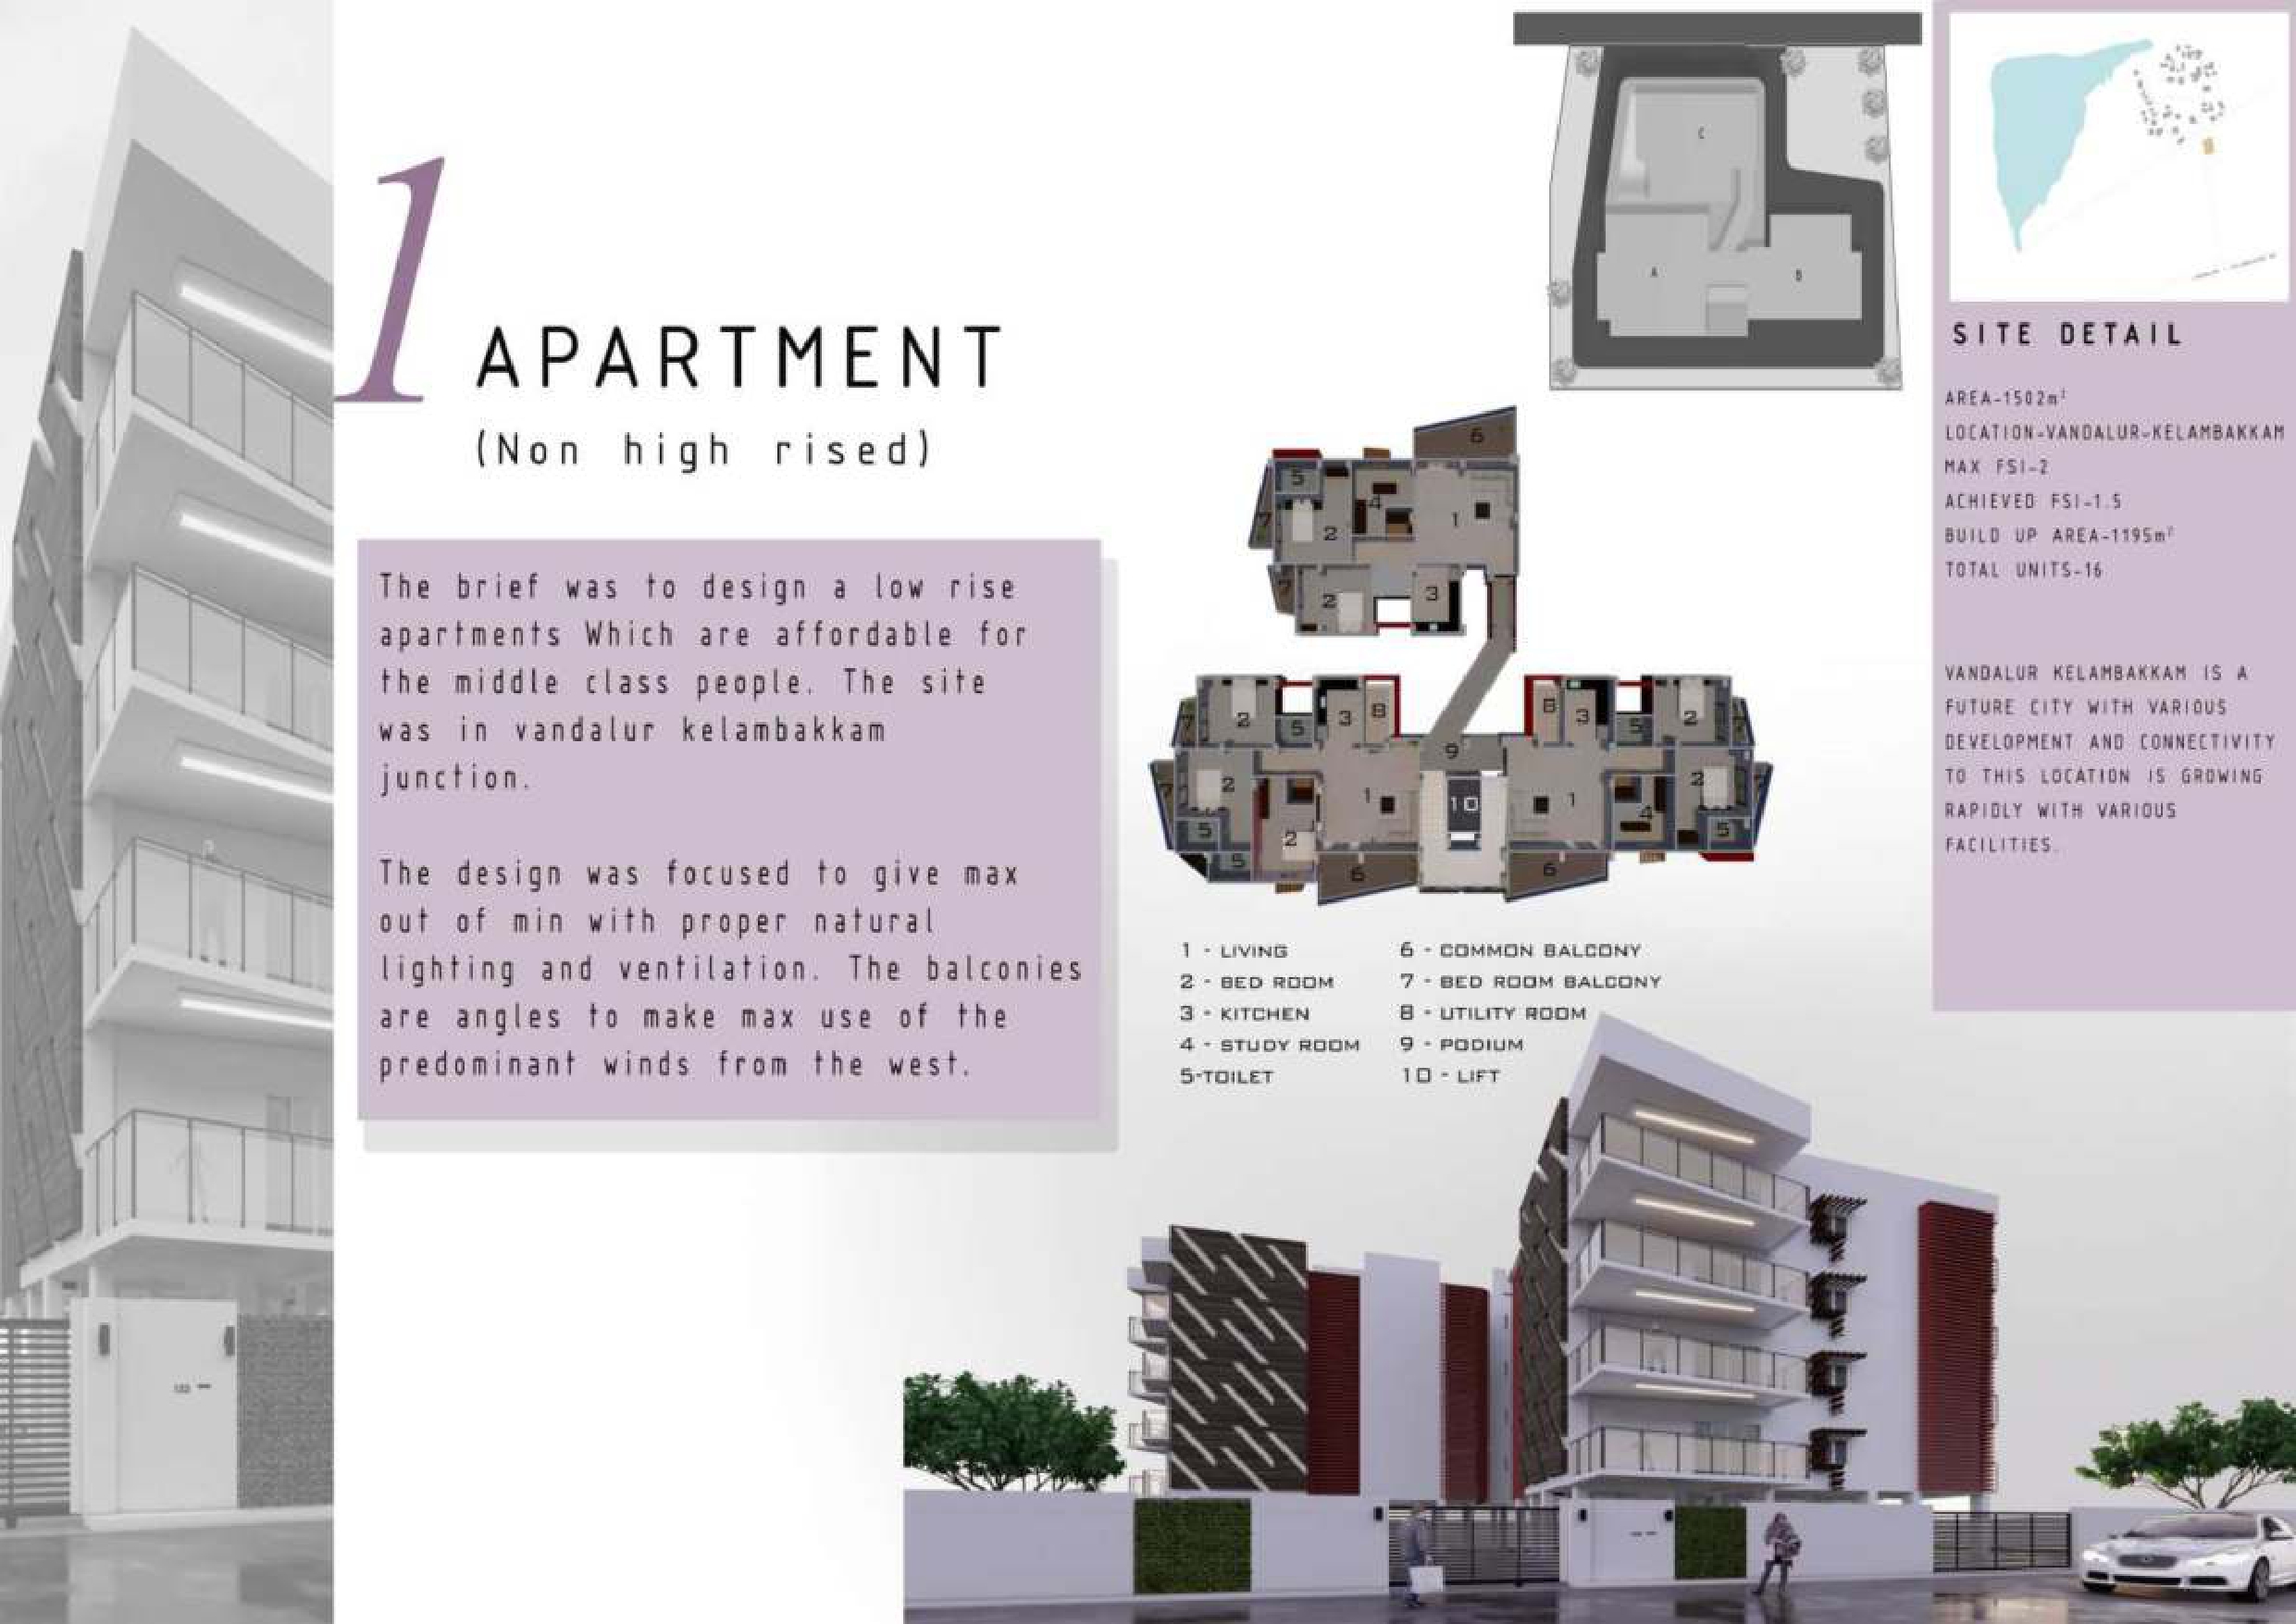 1
APARTMENT
(Non high rised)
The brief was to design a low rise
apartments Which are affordable for
the middle class people. The site
was in vandalur kelambakkam
junction.
The design was focused to give max
out of min with proper natural
lighting and ventilation. The balconies
are angles to make max use of the
predominant winds from the west.
C
A
B
6
5
4
7
2
1
7
2
3
7
2
5
3
8
8
3
5
2
7
9
7
2
1
10
1
2
4
5
2
5
5
6
6
1 - LIVING
2 - BED ROOM
3 - KITCHEN
4 - STUDY ROOM
5-TOILET
6 - COMMON BALCONY
7 - BED ROOM BALCONY
8 - UTILITY ROOM
9 - PODIUM
10 - LIFT
SITE DETAIL
AREA-1502m²
LOCATION-VANDALUR-KELAMBAKKAM
MAX FSI-2
ACHIEVED FSI-1.5
BUILD UP AREA-1195m²
TOTAL UNITS-16
VANDALUR KELAMBAKKAM IS A
FUTURE CITY WITH VARIOUS
DEVELOPMENT AND CONNECTIVITY
TO THIS LOCATION IS GROWING
RAPIDLY WITH VARIOUS
FACILITIES.